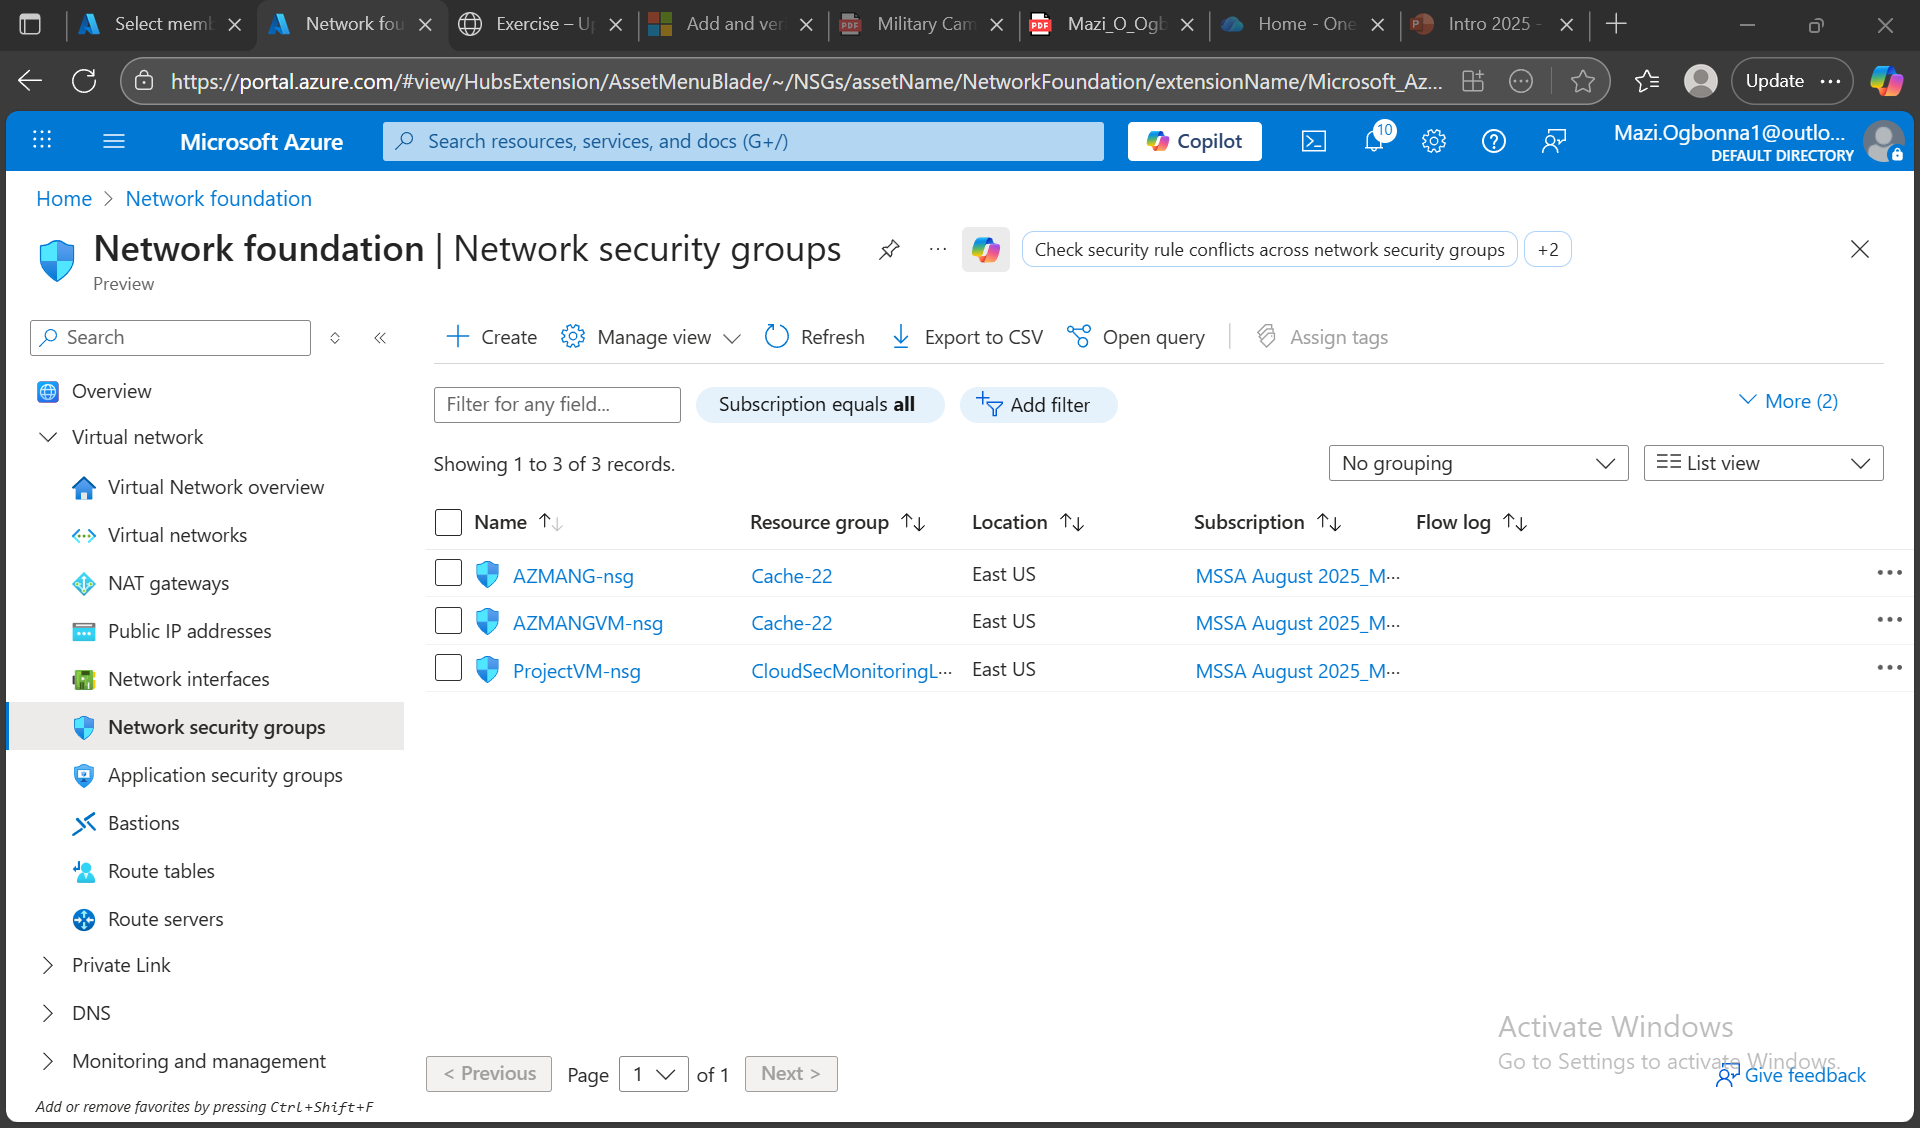 Select memb
Network fou
Exercise – Up
Add and veri
Military Cam
Mazi_O_Ogb
Home - One
Intro 2025 -
https://portal.azure.com/#view/HubsExtension/AssetMenuBlade/~/NSGs/assetName/NetworkFoundation/extensionName/Microsoft_Az...
Update
Microsoft Azure
Search resources, services, and docs (G+/)
Copilot
10
Mazi.Ogbonna1@outlo...
DEFAULT DIRECTORY
Home > Network foundation
Network foundation | Network security groups
Check security rule conflicts across network security groups
+2
Preview
Search
Create
Manage view
Refresh
Export to CSV
Open query
Assign tags
Overview
Virtual network
Virtual Network overview
Virtual networks
NAT gateways
Public IP addresses
Network interfaces
Network security groups
Application security groups
Bastions
Route tables
Route servers
Private Link
DNS
Monitoring and management
Add or remove favorites by pressing Ctrl+Shift+F
Filter for any field...
Subscription equals all
Add filter
More (2)
Showing 1 to 3 of 3 records.
No grouping
List view
Name Resource group Location Subscription Flow log
AZMANG-nsg Cache-22 East US MSSA August 2025_M...
AZMANGVM-nsg Cache-22 East US MSSA August 2025_M...
ProjectVM-nsg CloudSecMonitoringL... East US MSSA August 2025_M...
< Previous Page 1 of 1 Next >
Activate Windows
Go to Settings to activate Windows.
Give feedback